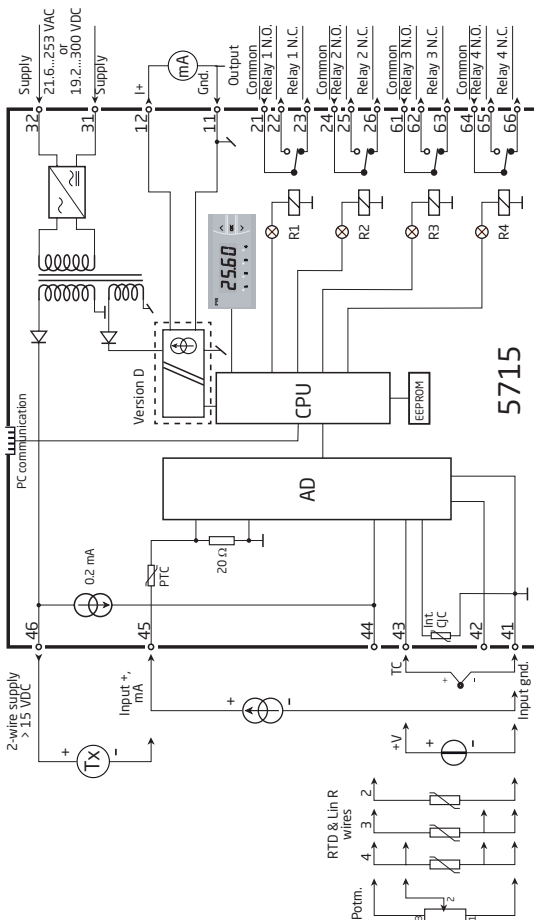 Supply
21.6...253 VAC
or
19.2...300 VDC
Supply
32
31
I+
mA
Gnd.
12
11
Output
Common
Relay 1 N.O.
Relay 1 N.C.
21
22
23
Common
Relay 2 N.O.
Relay 2 N.C.
24
25
26
Common
Relay 3 N.O.
Relay 3 N.C.
61
62
63
Common
Relay 4 N.O.
Relay 4 N.C.
64
65
66
25.60
OK
R1
R2
R3
R4
Version D
PC communication
CPU
EEPROM
5715
AD
0.2 mA
PTC
20 Ω
Int.
CJC
46
45
44
43
42
41
2-wire supply
> 15 VDC
+
Tx
-
Input +,
mA
+
-
TC
+
-
Input gnd.
+V
+
-
RTD & Lin R
wires
2
3
4
Potm.
3
2
1